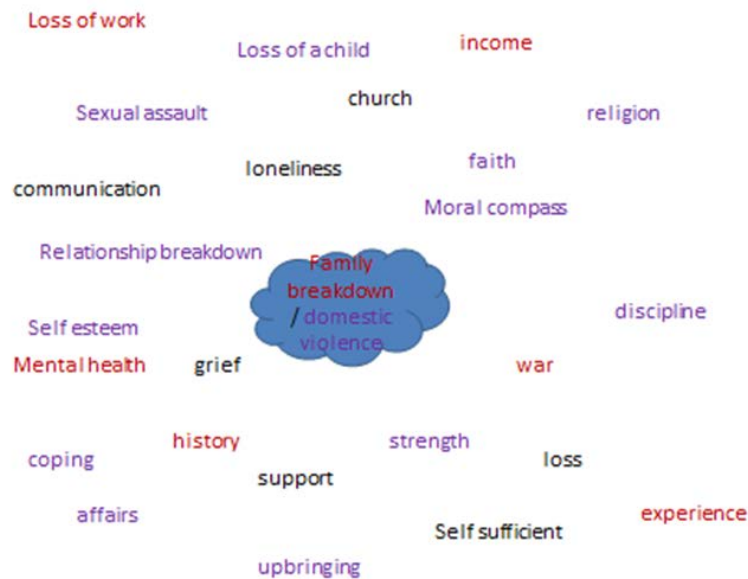 Loss of work
income
Loss of a child
church
Sexual assault
religion
faith
loneliness
communication
Moral compass
Relationship breakdown
Family
breakdown
/ domestic
violence
discipline
Self esteem
Mental health
grief
war
history
strength
coping
loss
support
affairs
experience
Self sufficient
upbringing